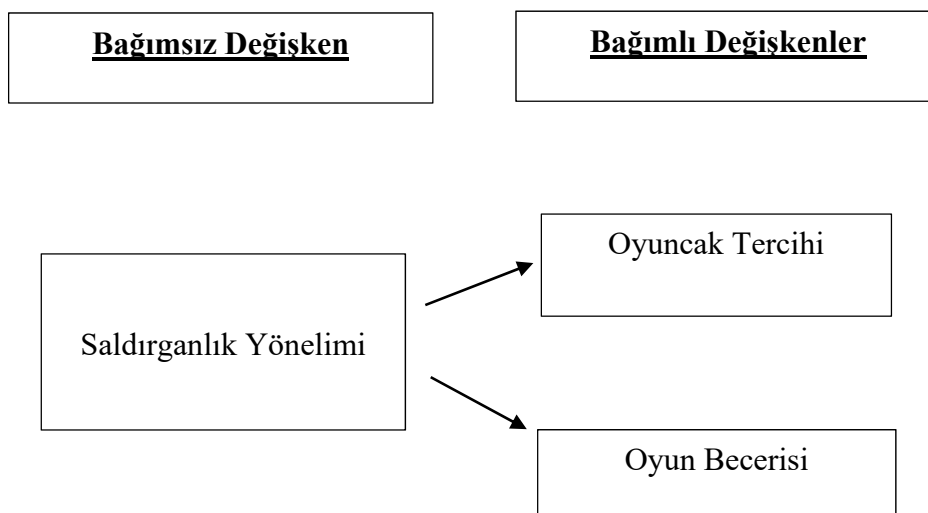 Bağımsız Değişken
Bağımlı Değişkenler
Oyuncak Tercihi
Saldırganlık Yönelimi
Oyun Becerisi